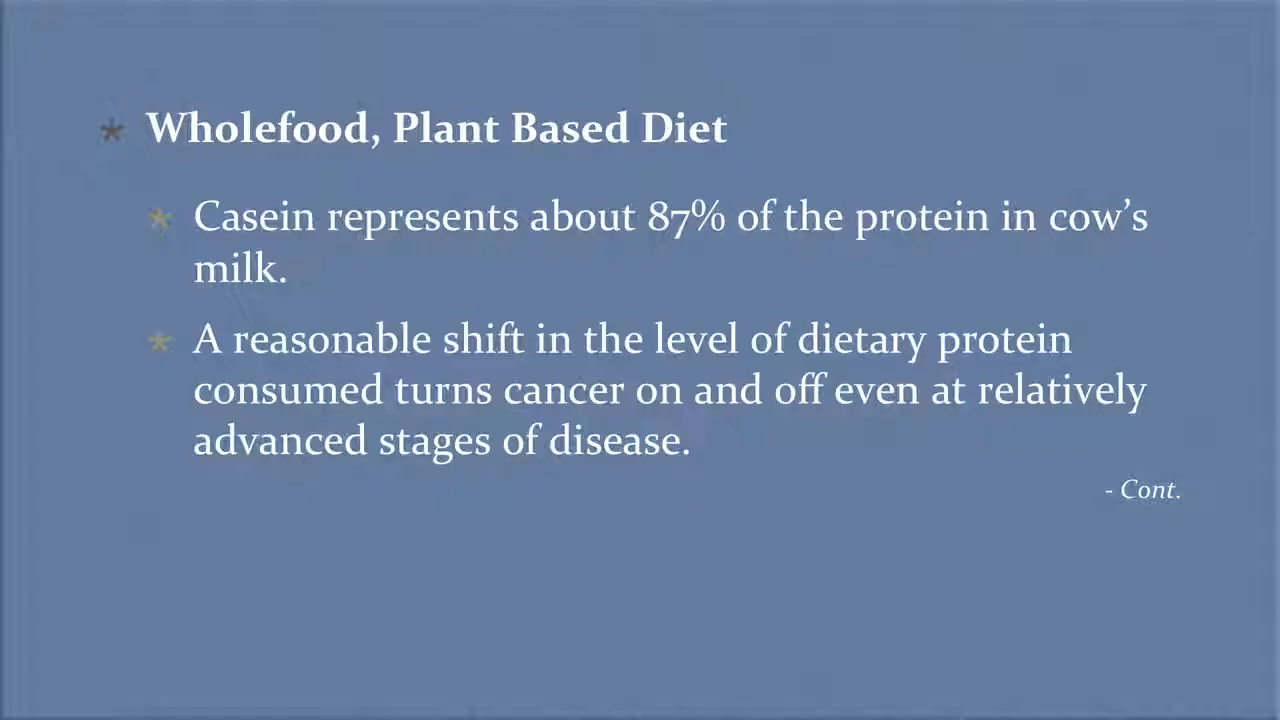 * Wholefood, Plant Based Diet
* Casein represents about 87% of the protein in cow’s
milk.
* A reasonable shift in the level of dietary protein
consumed turns cancer on and off even at relatively
advanced stages of disease.
- Cont.